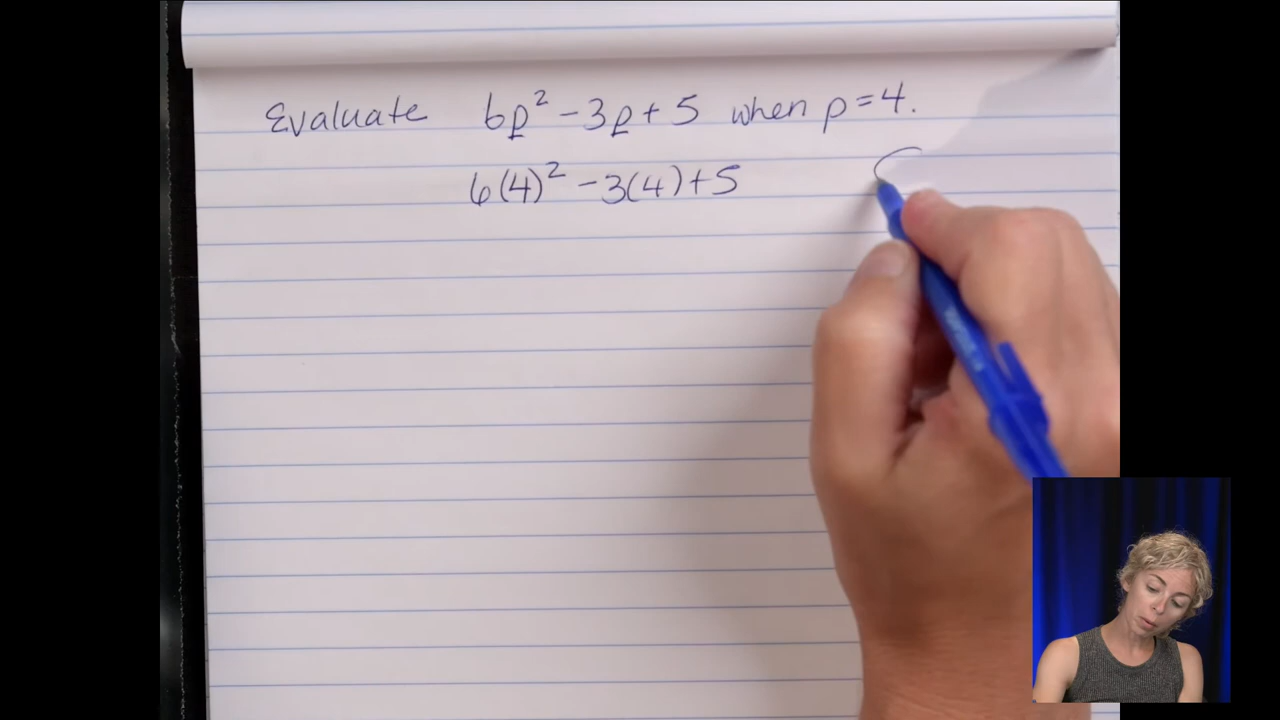 Evaluate 6p² - 3p + 5 when p = 4.
6(4)² - 3(4) + 5